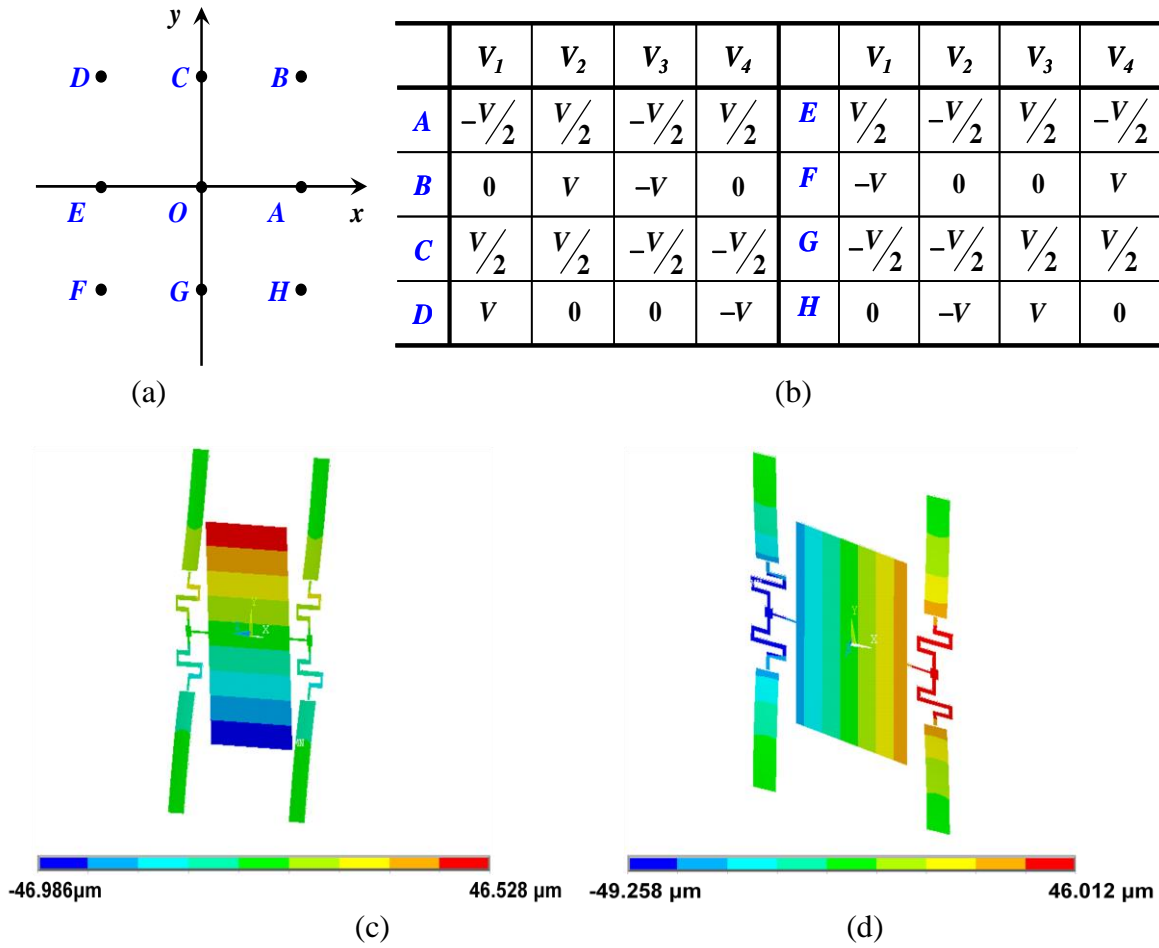 y
D C B
E O A x
F G H
(a)
V1 V2 V3 V4 V1 V2 V3 V4
A -V/2 V/2 -V/2 V/2 E V/2 -V/2 V/2 -V/2
B 0 V -V 0 F -V 0 0 V
C V/2 V/2 -V/2 -V/2 G -V/2 -V/2 V/2 V/2
D V 0 0 -V H 0 -V V 0
(b)
Y
X
MN
-46.986µm 46.528 µm
(c)
Y
X
-49.258 µm 46.012 µm
(d)